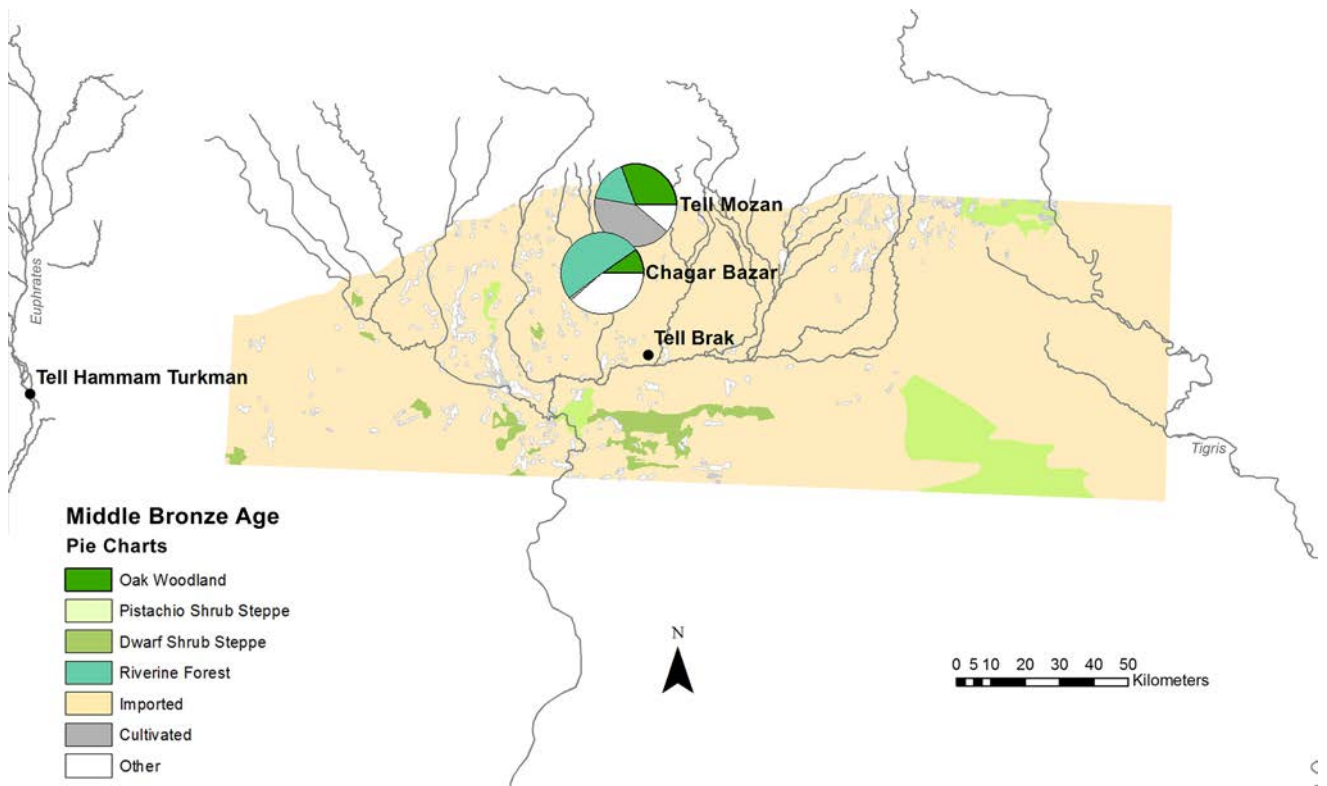 Tell Mozan
Chagar Bazar
Euphrates
Tell Brak
Tell Hammam Turkman
Tigris
Middle Bronze Age
Pie Charts
Oak Woodland
Pistachio Shrub Steppe
Dwarf Shrub Steppe
Riverine Forest
Imported
Cultivated
Other
N
0 5 10 20 30 40 50
Kilometers